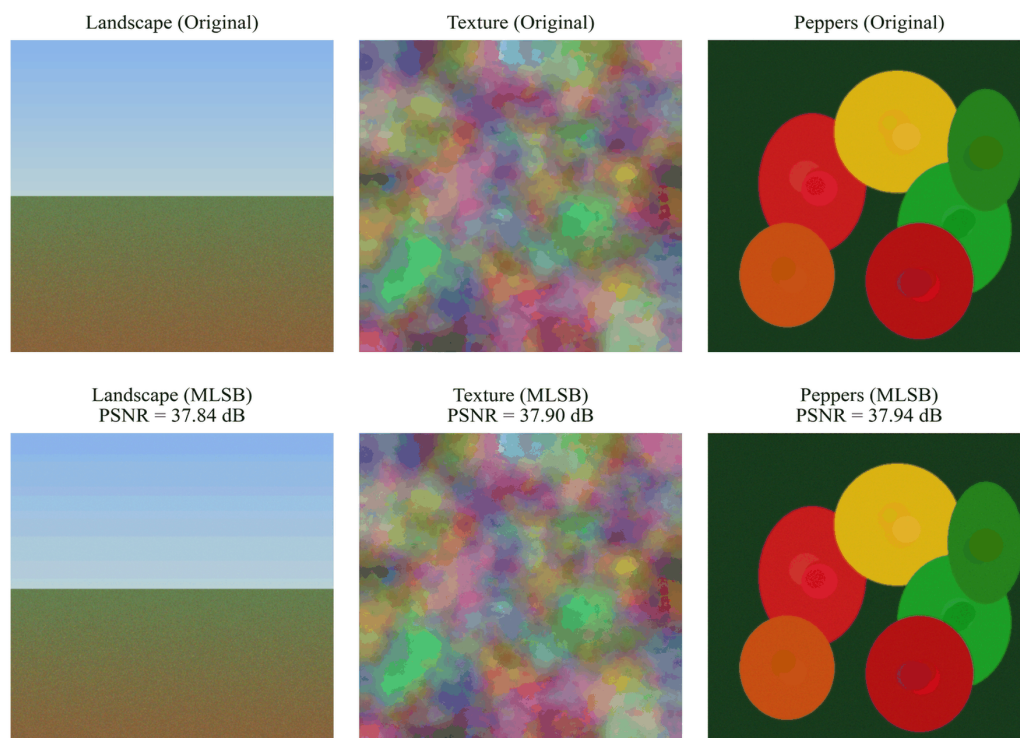 Landscape (Original)
Texture (Original)
Peppers (Original)
Landscape (MLSB)
PSNR = 37.84 dB
Texture (MLSB)
PSNR = 37.90 dB
Peppers (MLSB)
PSNR = 37.94 dB